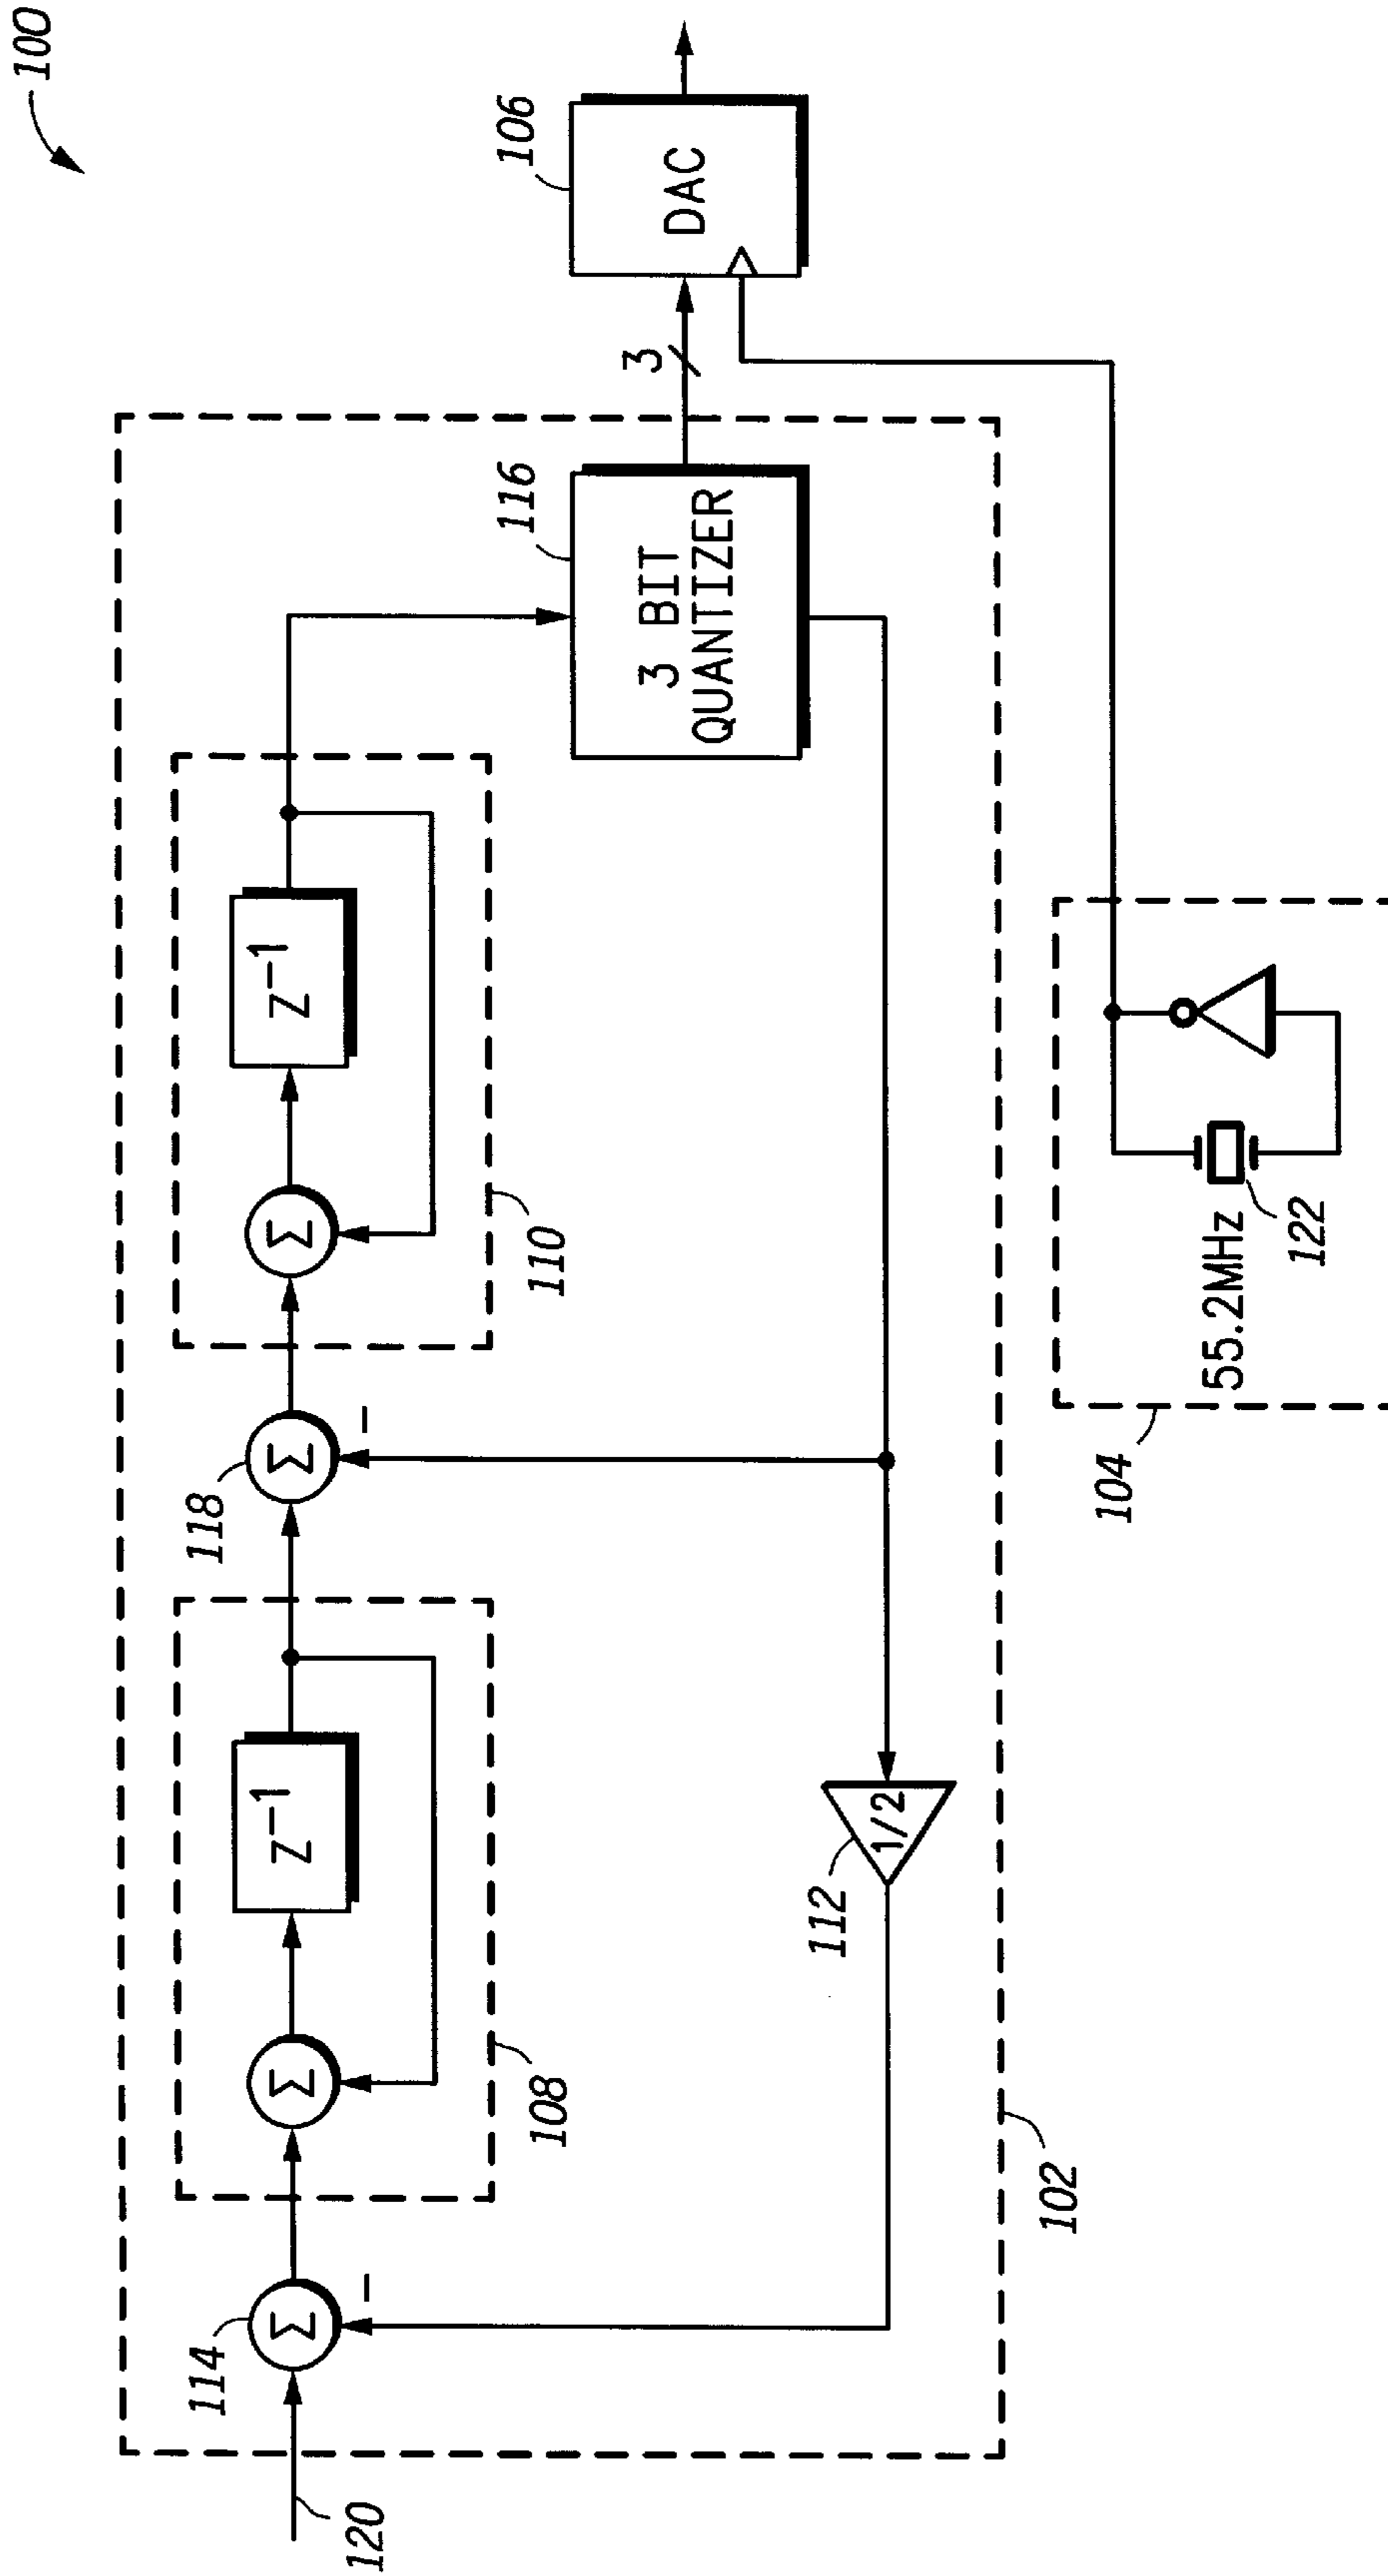 100
120
114
Σ
–
Σ
Z⁻¹
108
118
Σ
–
Σ
Z⁻¹
110
116
3 BIT
QUANTIZER
3
106
DAC
112
1/2
102
104
55.2MHz
122